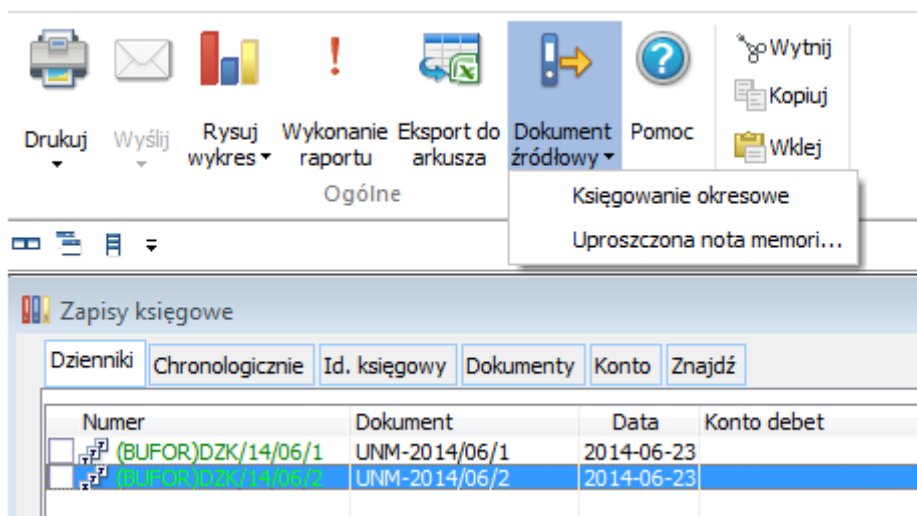 Drukuj
Wyślij
Rysuj
wykres
Wykonanie
raportu
Eksport do
arkusza
Dokument
źródłowy
Pomoc
Wytnij
Kopiuj
Wklej
Ogólne
Księgowanie okresowe
Uproszczona nota memori...
Zapisy księgowe
Dzienniki Chronologicznie Id. księgowy Dokumenty Konto Znajdź
Numer Dokument Data Konto debet
(BUFOR)DZK/14/06/1 UNM-2014/06/1 2014-06-23
(BUFOR)DZK/14/06/2 UNM-2014/06/2 2014-06-23